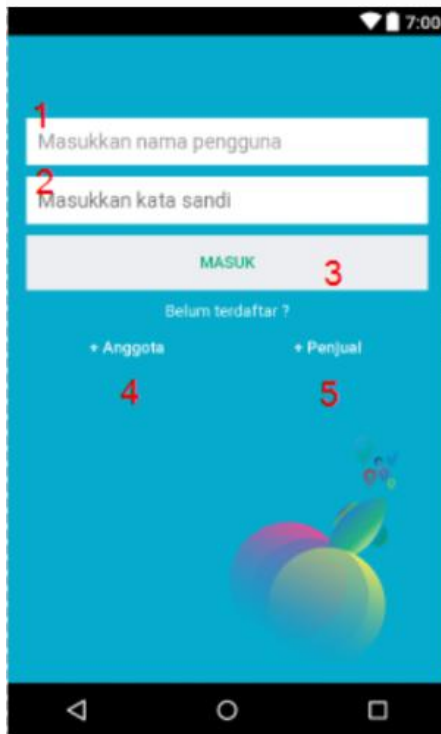 7:00
1
Masukkan nama pengguna
2
Masukkan kata sandi
MASUK
3
Belum terdaftar ?
+ Anggota + Penjual
4 5